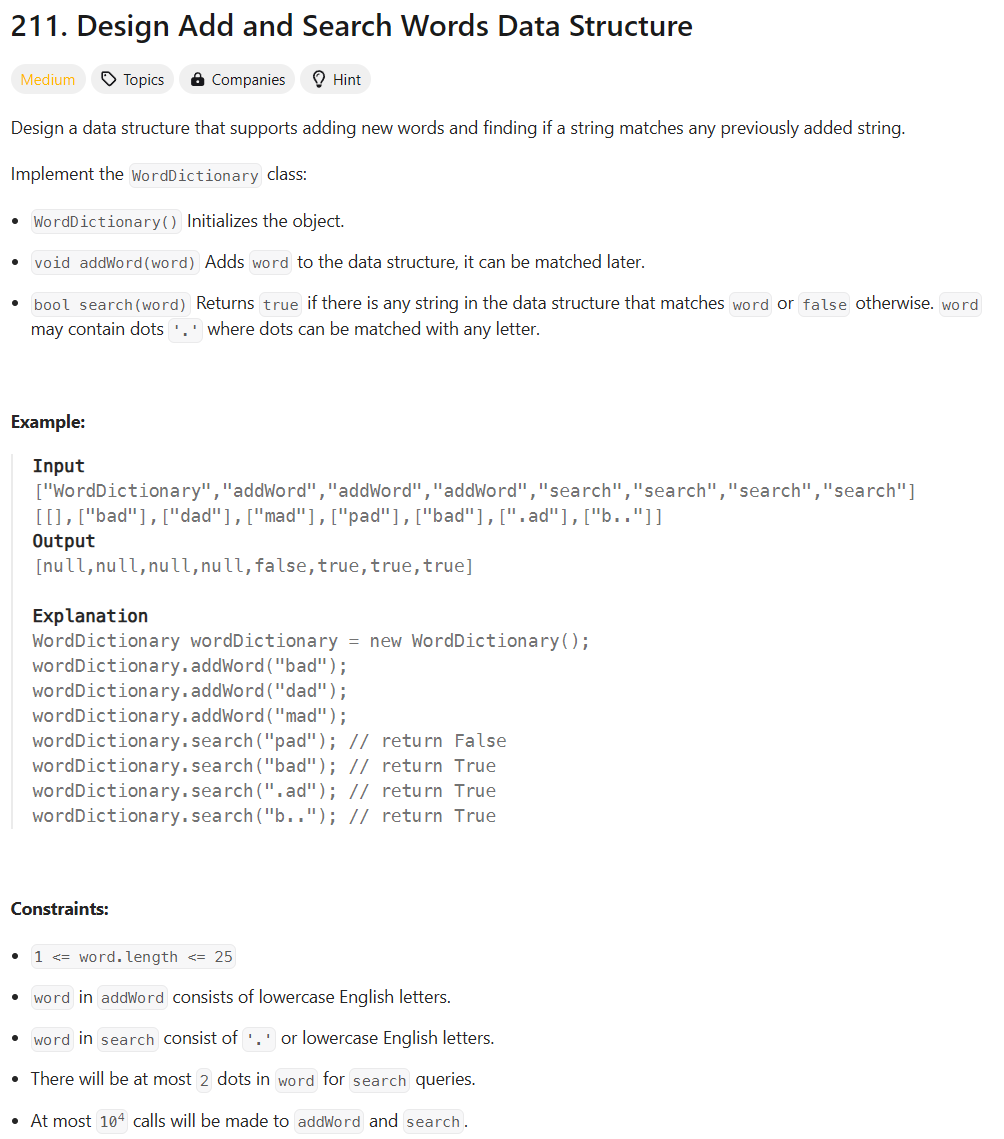 211. Design Add and Search Words Data Structure
Medium Topics Companies Hint
Design a data structure that supports adding new words and finding if a string matches any previously added string.
Implement the WordDictionary class:
• WordDictionary() Initializes the object.
• void addWord(word) Adds word to the data structure, it can be matched later.
• bool search(word) Returns true if there is any string in the data structure that matches word or false otherwise. word
may contain dots '.' where dots can be matched with any letter.
Example:
Input
["WordDictionary","addWord","addWord","addWord","search","search","search","search"]
[[],["bad"],["dad"],["mad"],["pad"],["bad"],[".ad"],["b.."]]
Output
[null,null,null,null,false,true,true,true]
Explanation
WordDictionary wordDictionary = new WordDictionary();
wordDictionary.addWord("bad");
wordDictionary.addWord("dad");
wordDictionary.addWord("mad");
wordDictionary.search("pad"); // return False
wordDictionary.search("bad"); // return True
wordDictionary.search(".ad"); // return True
wordDictionary.search("b.."); // return True
Constraints:
• 1 <= word.length <= 25
• word in addWord consists of lowercase English letters.
• word in search consist of '.' or lowercase English letters.
• There will be at most 2 dots in word for search queries.
• At most 10⁴ calls will be made to addWord and search.